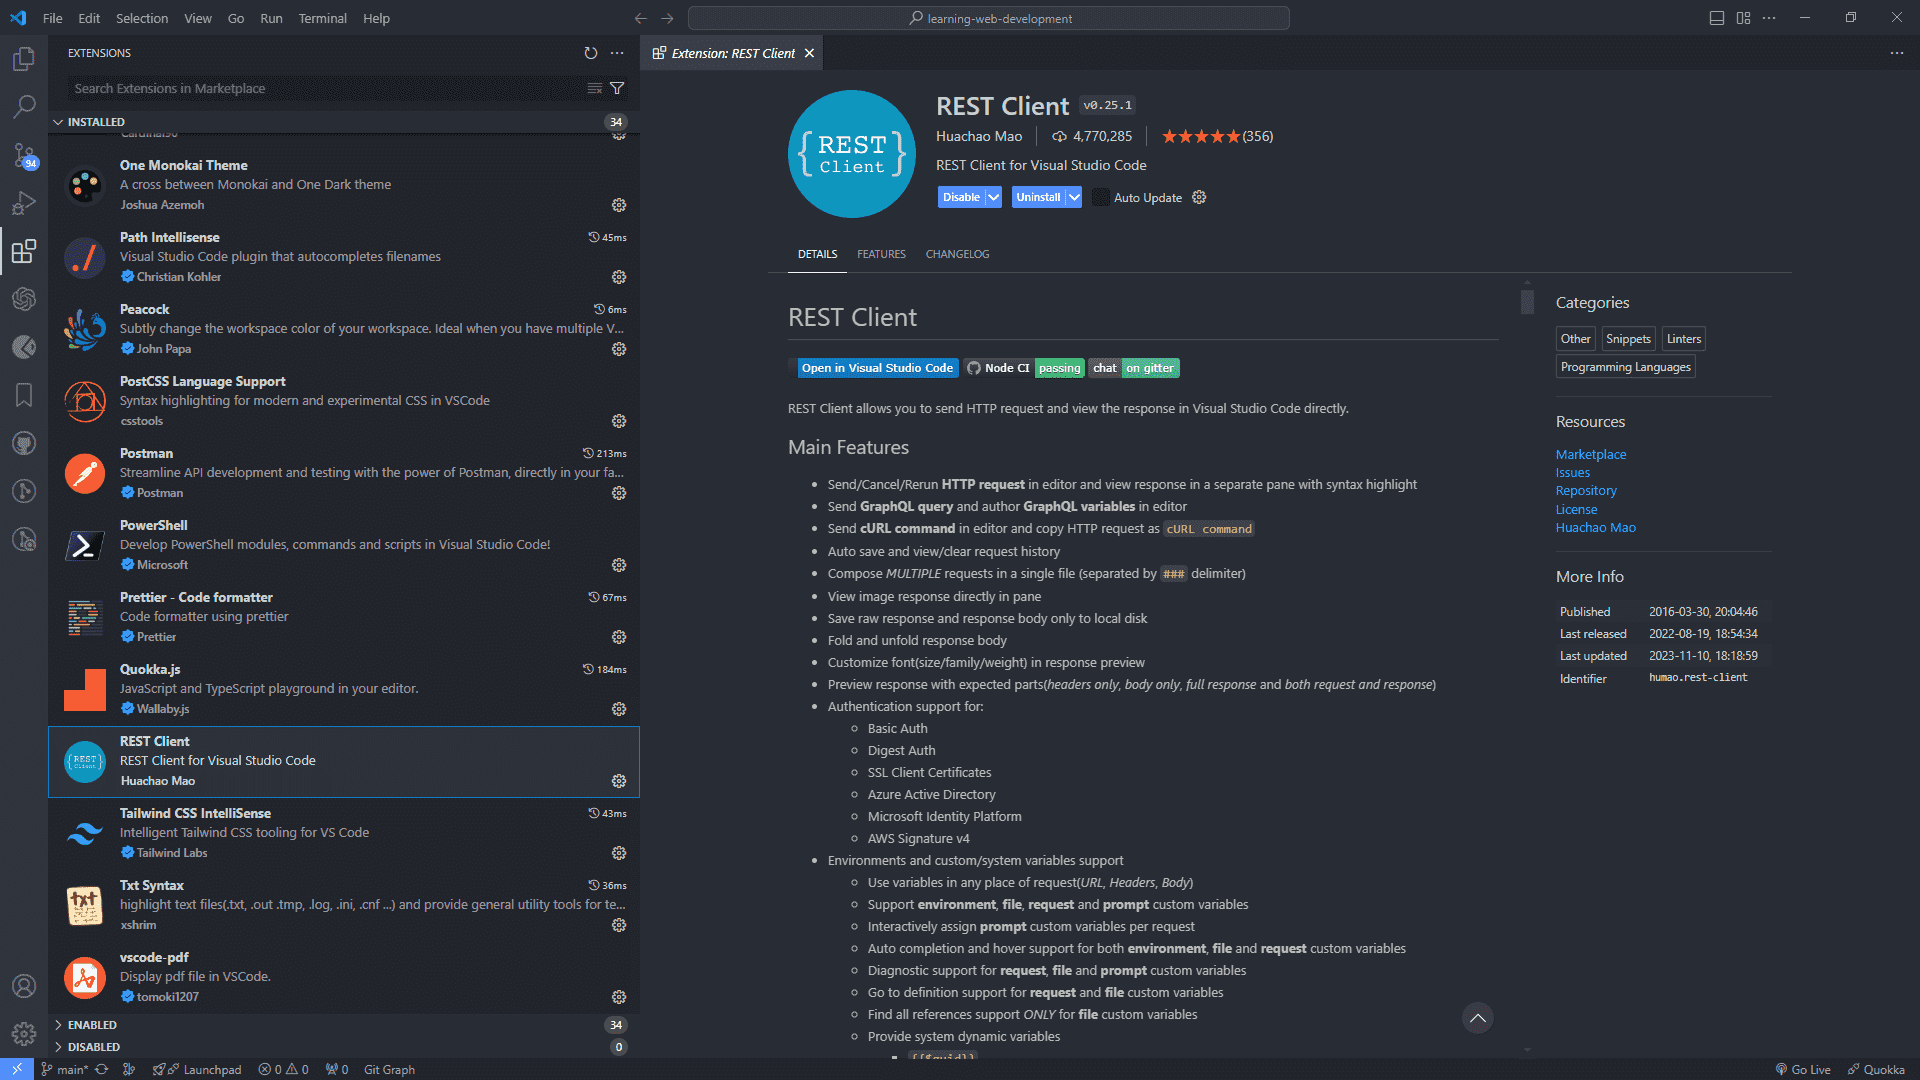 File Edit Selection View Go Run Terminal Help
learning-web-development
EXTENSIONS
Search Extensions in Marketplace
INSTALLED 34
94
One Monokai Theme
A cross between Monokai and One Dark theme
Joshua Azemoh
Path Intellisense 45ms
Visual Studio Code plugin that autocompletes filenames
Christian Kohler
Peacock 6ms
Subtly change the workspace color of your workspace. Ideal when you have multiple V...
John Papa
PostCSS Language Support
Syntax highlighting for modern and experimental CSS in VSCode
csstools
Postman 213ms
Streamline API development and testing with the power of Postman, directly in your fa...
Postman
PowerShell
Develop PowerShell modules, commands and scripts in Visual Studio Code!
Microsoft
Prettier - Code formatter 67ms
Code formatter using prettier
Prettier
Quokka.js 184ms
JavaScript and TypeScript playground in your editor.
Wallaby.js
REST Client
REST Client for Visual Studio Code
Huachao Mao
Tailwind CSS IntelliSense 43ms
Intelligent Tailwind CSS tooling for VS Code
Tailwind Labs
Txt Syntax 36ms
highlight text files(.txt, .out .tmp, .log, .ini, .cnf ...) and provide general utility tools for te...
xshrim
vscode-pdf
Display pdf file in VSCode.
tomoki1207
ENABLED 34
DISABLED 0
Extension: REST Client
{REST Client}
REST Client v0.25.1
Huachao Mao 4,770,285 ★★★★★(356)
REST Client for Visual Studio Code
Disable Uninstall Auto Update
DETAILS FEATURES CHANGELOG
REST Client
Open in Visual Studio Code Node CI passing chat on gitter
REST Client allows you to send HTTP request and view the response in Visual Studio Code directly.
Main Features
• Send/Cancel/Rerun HTTP request in editor and view response in a separate pane with syntax highlight
• Send GraphQL query and author GraphQL variables in editor
• Send cURL command in editor and copy HTTP request as cURL command
• Auto save and view/clear request history
• Compose MULTIPLE requests in a single file (separated by ### delimiter)
• View image response directly in pane
• Save raw response and response body only to local disk
• Fold and unfold response body
• Customize font(size/family/weight) in response preview
• Preview response with expected parts(headers only, body only, full response and both request and response)
• Authentication support for:
◦ Basic Auth
◦ Digest Auth
◦ SSL Client Certificates
◦ Azure Active Directory
◦ Microsoft Identity Platform
◦ AWS Signature v4
• Environments and custom/system variables support
◦ Use variables in any place of request(URL, Headers, Body)
◦ Support environment, file, request and prompt custom variables
◦ Interactively assign prompt custom variables per request
◦ Auto completion and hover support for both environment, file and request custom variables
◦ Diagnostic support for request, file and prompt custom variables
◦ Go to definition support for request and file custom variables
◦ Find all references support ONLY for file custom variables
◦ Provide system dynamic variables
▪ {{$guid}}
Categories
Other Snippets Linters
Programming Languages
Resources
Marketplace
Issues
Repository
License
Huachao Mao
More Info
Published 2016-03-30, 20:04:46
Last released 2022-08-19, 18:54:34
Last updated 2023-11-10, 18:18:59
Identifier humao.rest-client
main* Launchpad 0 0 0 Git Graph Go Live Quokka